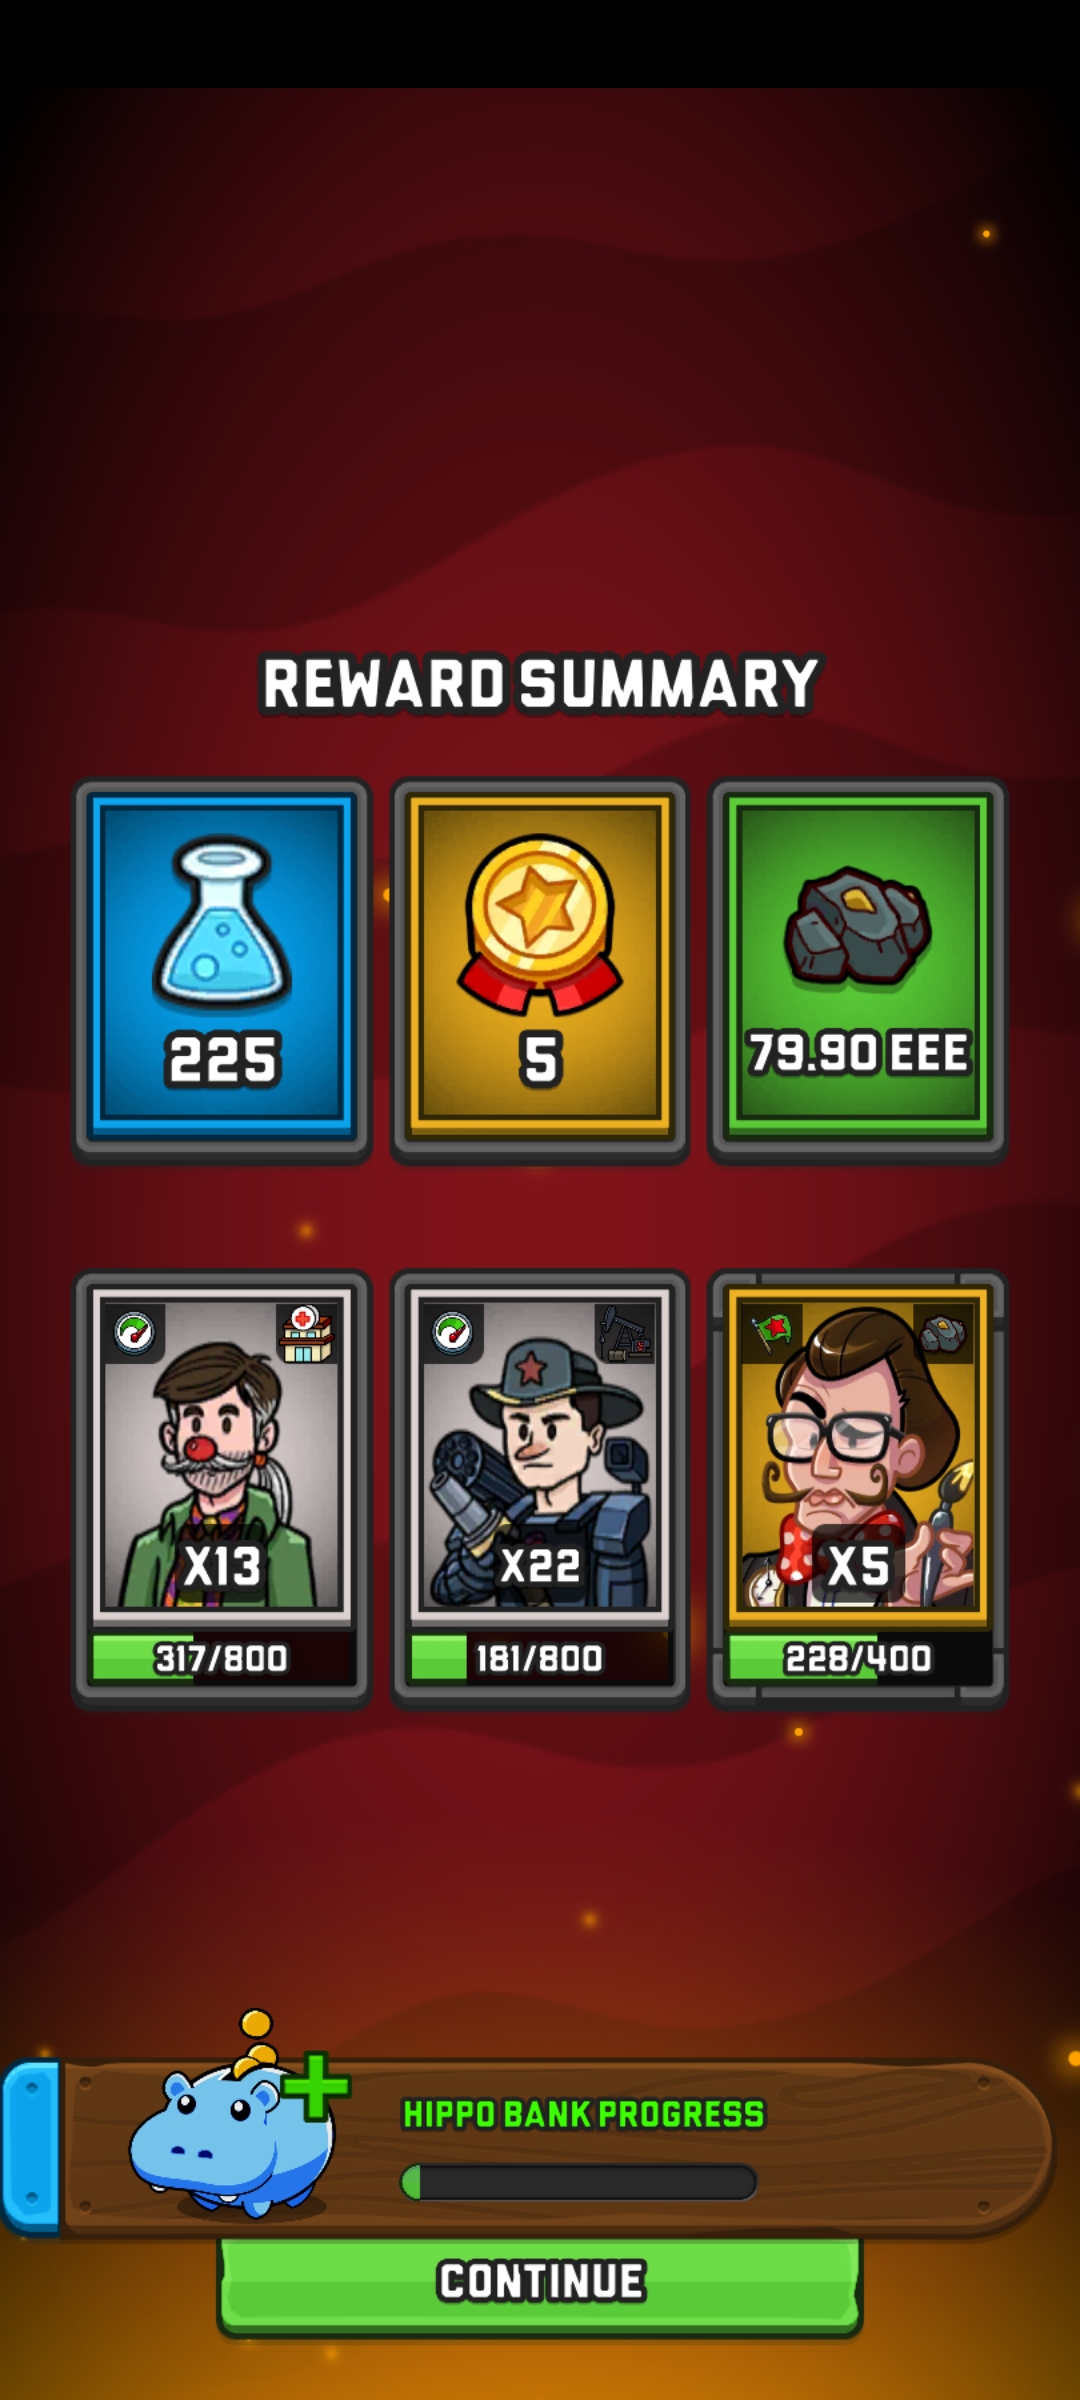 REWARD SUMMARY
225
5
79.90 EEE
X13
X22
X5
317/800
181/800
228/400
HIPPO BANK PROGRESS
CONTINUE